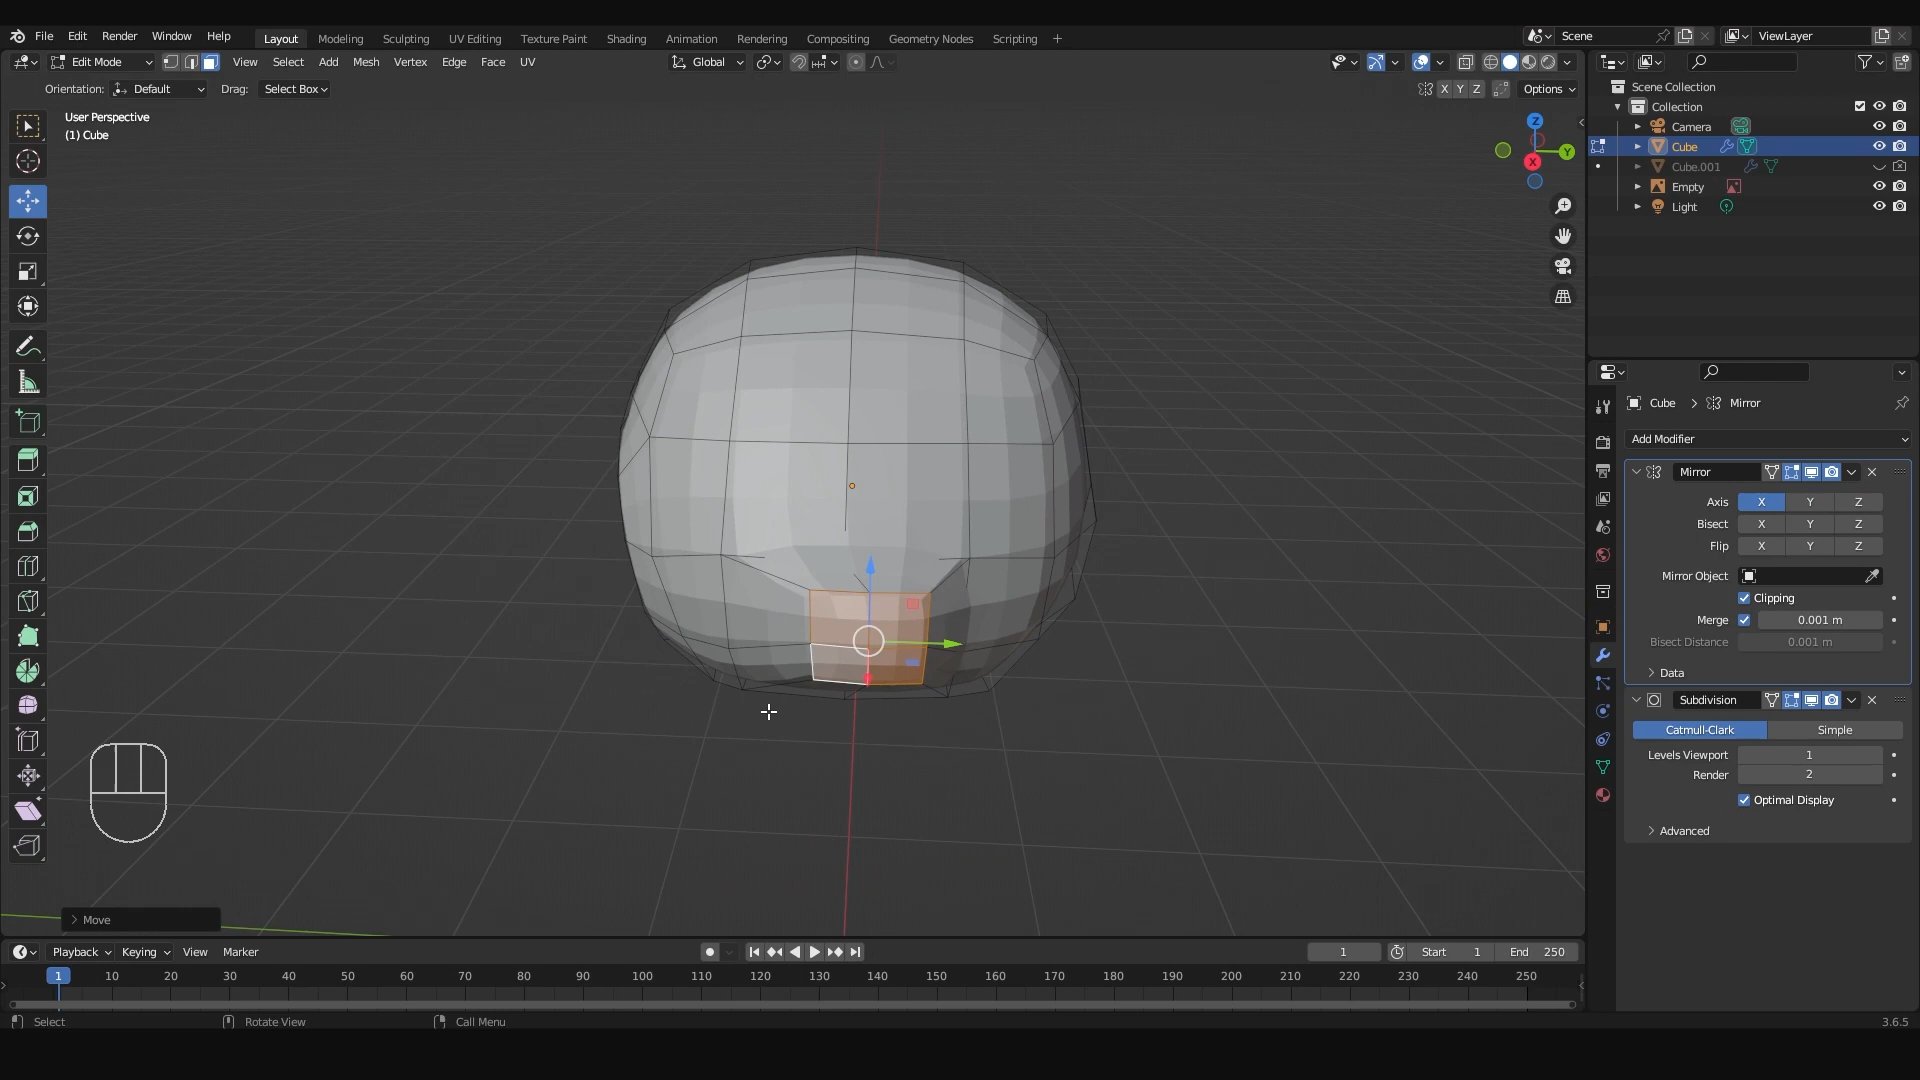 File Edit Render Window Help Layout Modeling Sculpting UV Editing Texture Paint Shading Animation Rendering Compositing Geometry Nodes Scripting + Scene ViewLayer
Edit Mode View Select Add Mesh Vertex Edge Face UV Global
Orientation: Default Drag: Select Box X Y Z Options
User Perspective
(1) Cube
Z
Y
X
Scene Collection
Collection
Camera
Cube
Cube.001
Empty
Light
Cube > Mirror
Add Modifier
Mirror
Axis X Y Z
Bisect X Y Z
Flip X Y Z
Mirror Object
Clipping
Merge 0.001 m
Bisect Distance 0.001 m
Data
Subdivision
Catmull-Clark Simple
Levels Viewport 1
Render 2
Optimal Display
Advanced
Move
Playback Keying View Marker 1 Start 1 End 250
1 10 20 30 40 50 60 70 80 90 100 110 120 130 140 150 160 170 180 190 200 210 220 230 240 250
Select Rotate View Call Menu 3.6.5